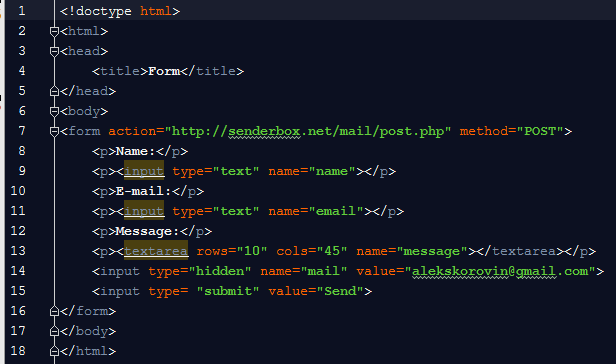 1 <!doctype html>
2 <html>
3 <head>
4 <title>Form</title>
5 </head>
6 <body>
7 <form action="http://senderbox.net/mail/post.php" method="POST">
8 <p>Name:</p>
9 <p><input type="text" name="name"></p>
10 <p>E-mail:</p>
11 <p><input type="text" name="email"></p>
12 <p>Message:</p>
13 <p><textarea rows="10" cols="45" name="message"></textarea></p>
14 <input type="hidden" name="mail" value="alekskorovin@gmail.com">
15 <input type= "submit" value="Send">
16 </form>
17 </body>
18 </html>